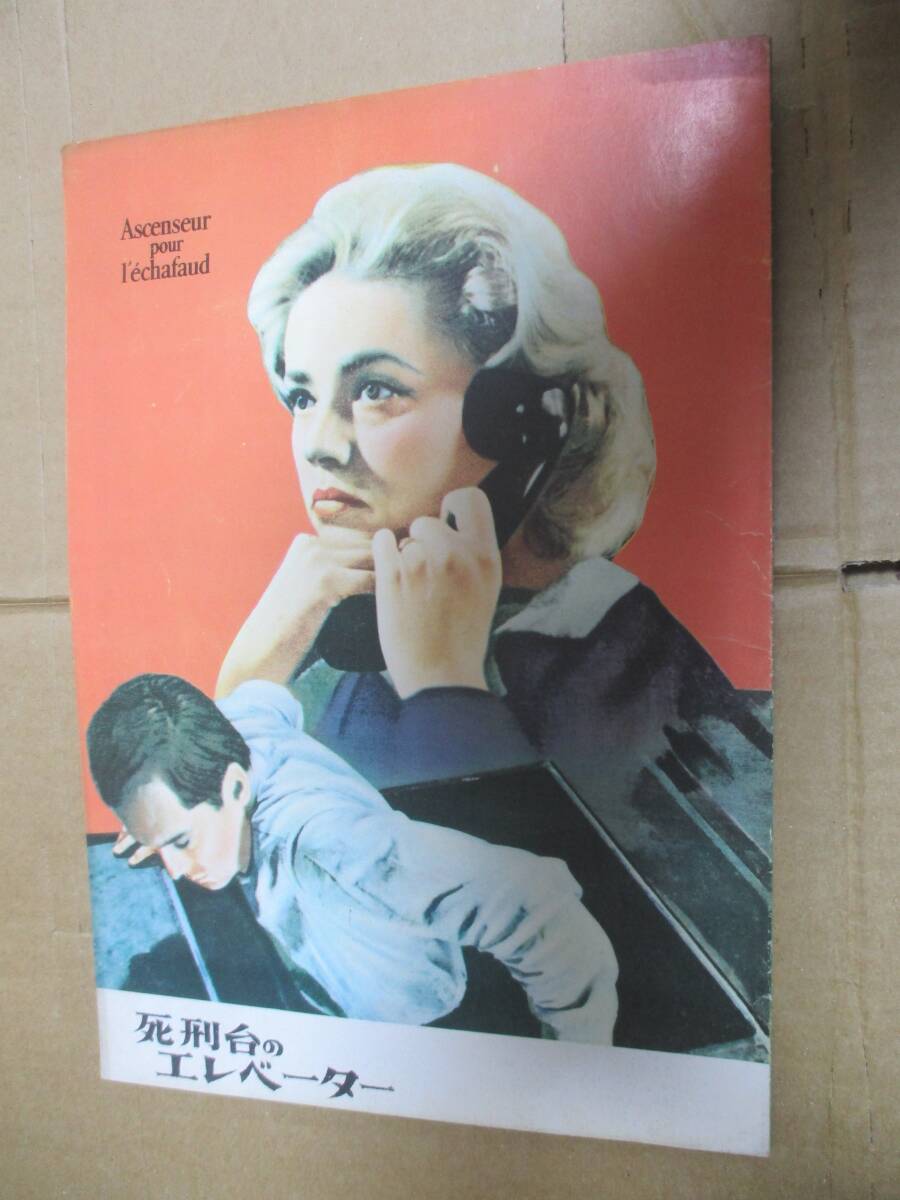 Ascenseur
pour
l'échafaud
死刑台の
エレベーター